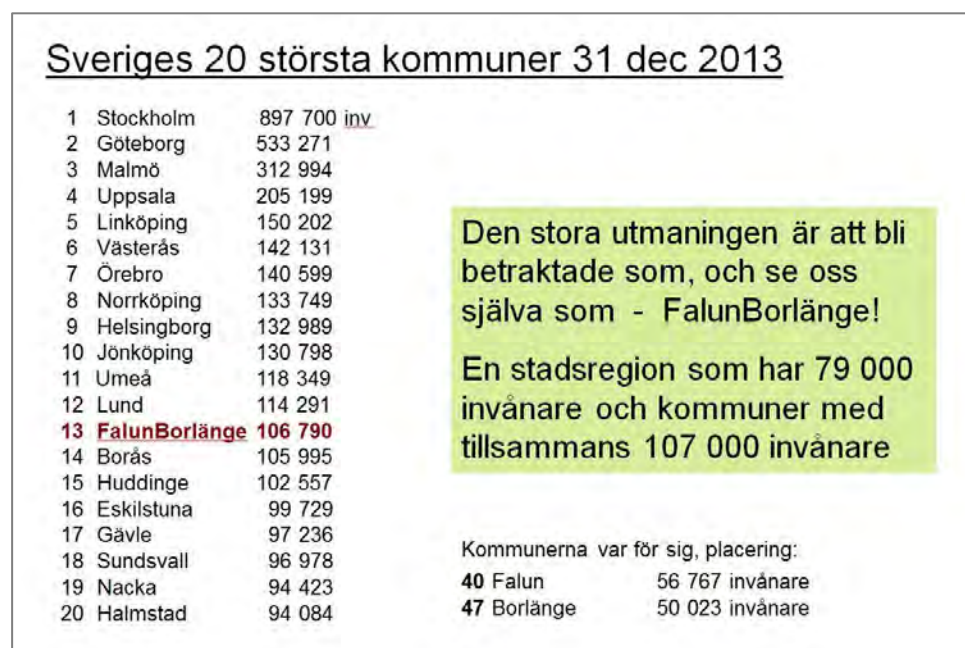 Sveriges 20 största kommuner 31 dec 2013
1 Stockholm 897 700 inv
2 Göteborg 533 271
3 Malmö 312 994
4 Uppsala 205 199
5 Linköping 150 202
6 Västerås 142 131
7 Örebro 140 599
8 Norrköping 133 749
9 Helsingborg 132 989
10 Jönköping 130 798
11 Umeå 118 349
12 Lund 114 291
13 FalunBorlänge 106 790
14 Borås 105 995
15 Huddinge 102 557
16 Eskilstuna 99 729
17 Gävle 97 236
18 Sundsvall 96 978
19 Nacka 94 423
20 Halmstad 94 084
Den stora utmaningen är att bli
betraktade som, och se oss
själva som - FalunBorlänge!
En stadsregion som har 79 000
invånare och kommuner med
tillsammans 107 000 invånare
Kommunerna var för sig, placering:
40 Falun 56 767 invånare
47 Borlänge 50 023 invånare